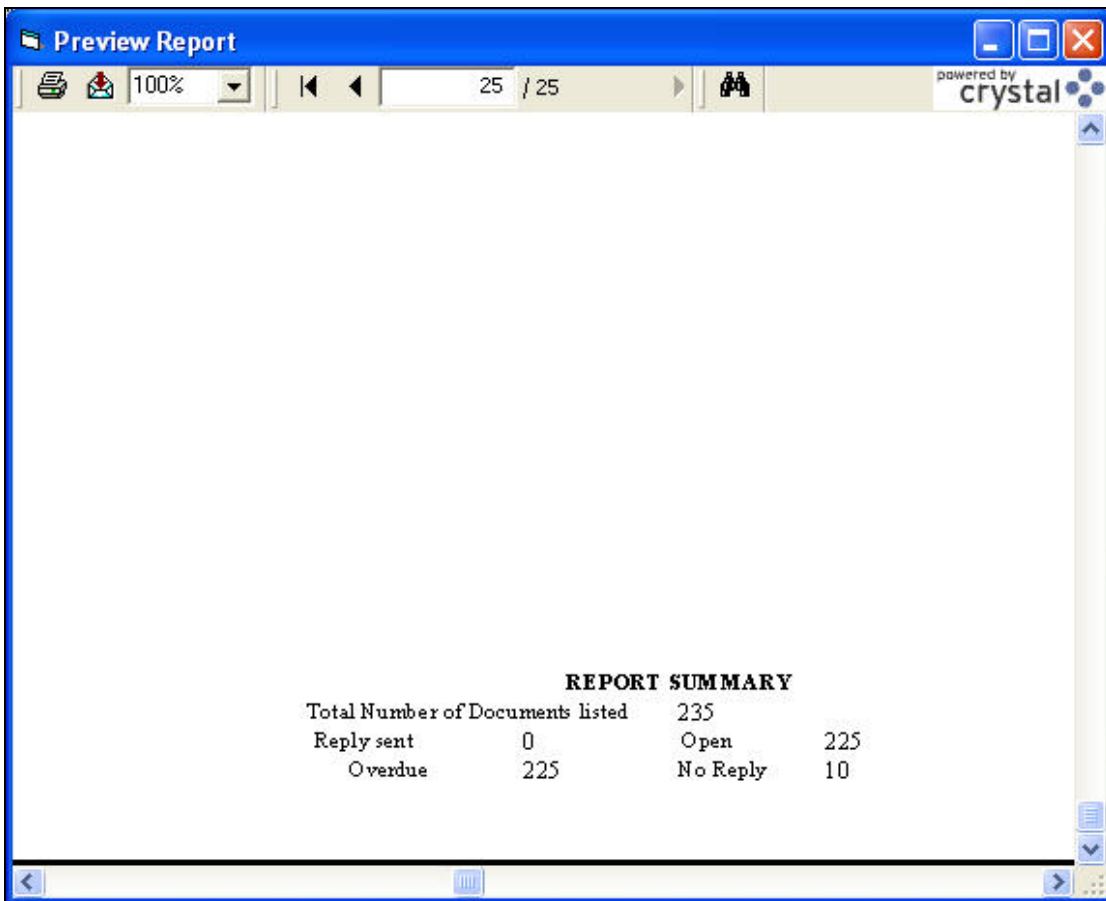 Preview Report
100% 25 / 25 powered by crystal
REPORT SUMMARY
Total Number of Documents listed 235
Reply sent 0 Open 225
Overdue 225 No Reply 10